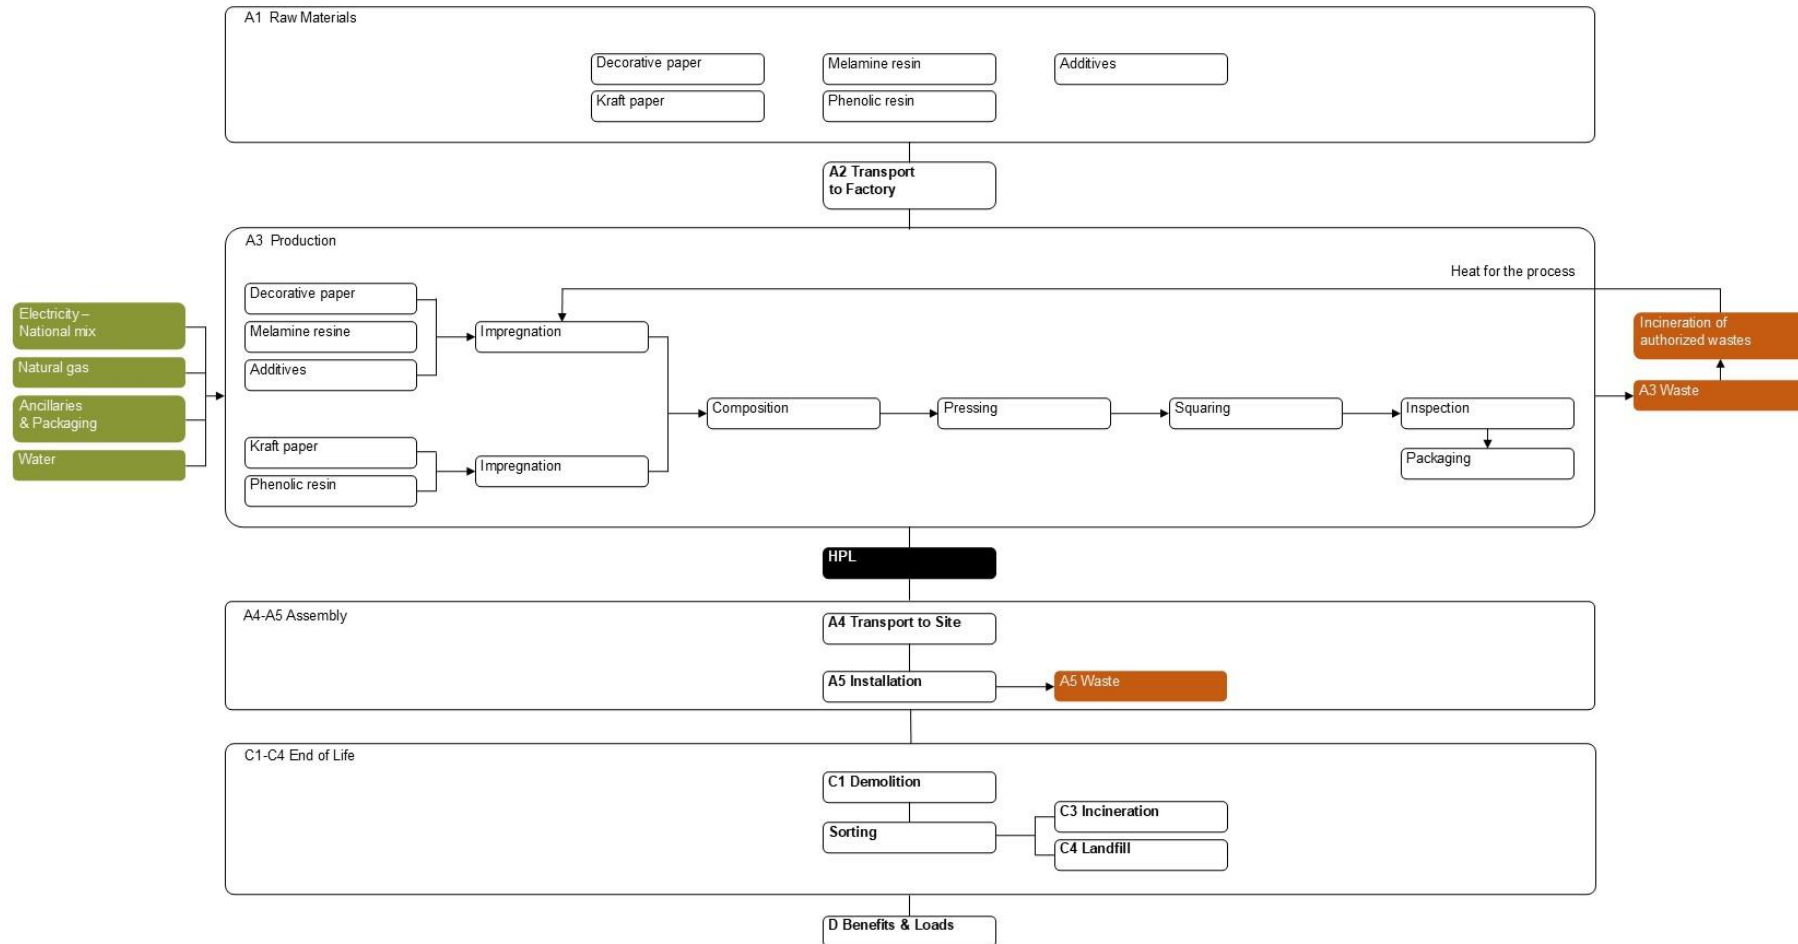 A1 Raw Materials
Decorative paper
Melamine resin
Additives
Kraft paper
Phenolic resin
A2 Transport
to Factory
A3 Production
Heat for the process
Decorative paper
Melamine resine
Additives
Impregnation
Electricity –
National mix
Natural gas
Ancillaries
& Packaging
Water
Incineration of
authorized wastes
A3 Waste
Composition
Pressing
Squaring
Inspection
Packaging
Kraft paper
Phenolic resin
Impregnation
HPL
A4-A5 Assembly
A4 Transport to Site
A5 Installation
A5 Waste
C1-C4 End of Life
C1 Demolition
Sorting
C3 Incineration
C4 Landfill
D Benefits & Loads